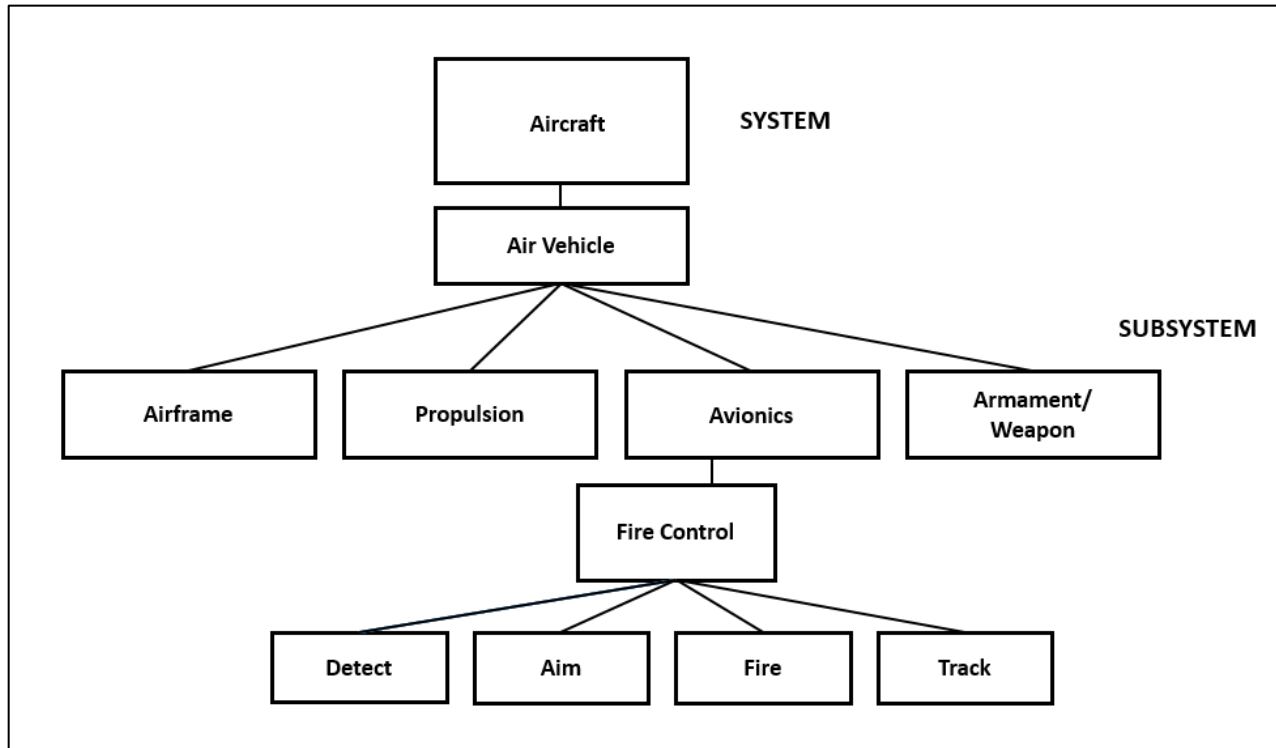 Aircraft
SYSTEM
Air Vehicle
SUBSYSTEM
Airframe
Propulsion
Avionics
Armament/
Weapon
Fire Control
Detect
Aim
Fire
Track